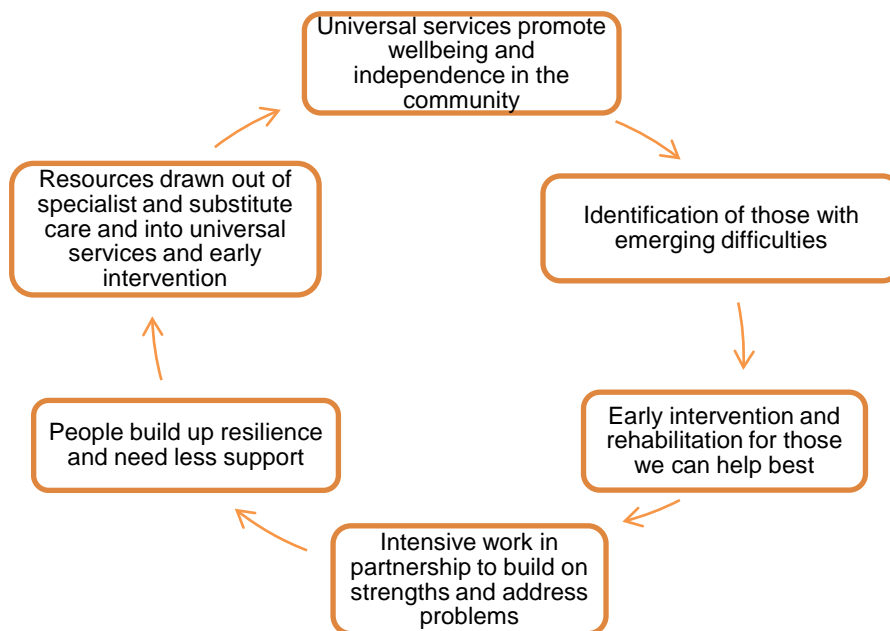 Universal services promote
wellbeing and
independence in the
community
Identification of those with
emerging difficulties
Early intervention and
rehabilitation for those
we can help best
Intensive work in
partnership to build on
strengths and address
problems
People build up resilience
and need less support
Resources drawn out of
specialist and substitute
care and into universal
services and early
intervention